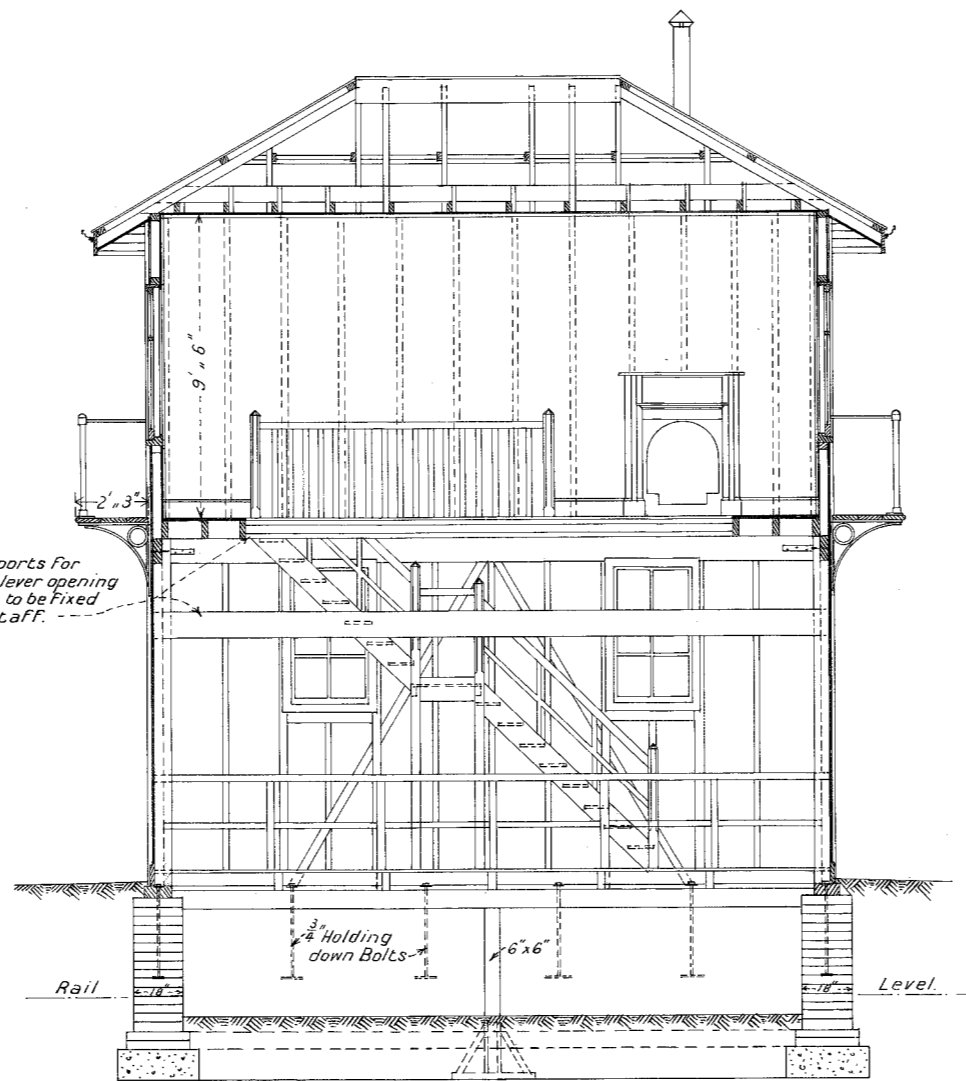 9' „ 6"
2' „ 3"
ports for
lever opening
to be Fixed
taff.
3/4" Holding
down Bolts
6" x 6"
Rail
18"
18"
Level.